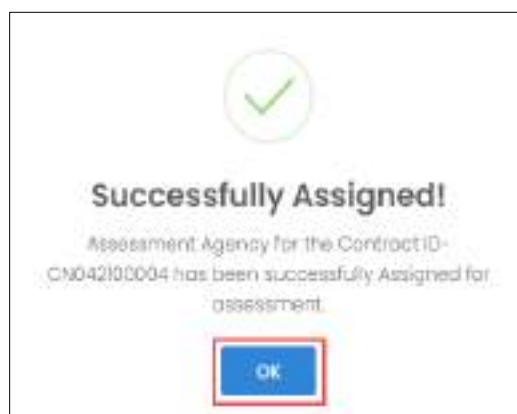 Successfully Assigned!
Assessment Agency for the Contract ID-
CN042100004 has been successfully Assigned for
assessment.
OK